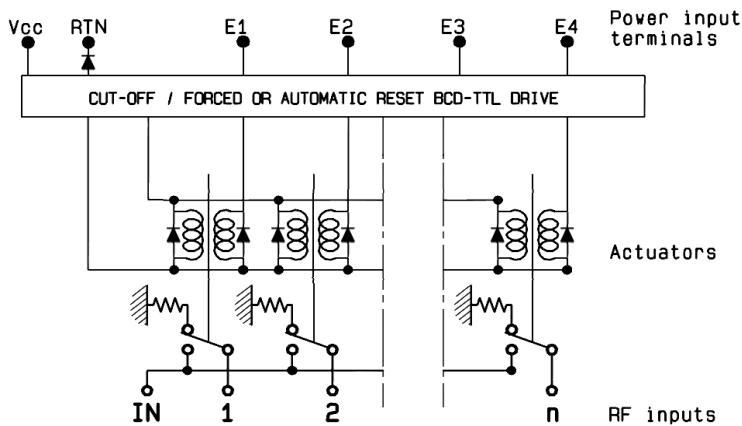 Vcc RTN E1 E2 E3 E4 Power input
terminals
CUT-OFF / FORCED OR AUTOMATIC RESET BCD-TTL DRIVE
Actuators
IN 1 2 n RF inputs